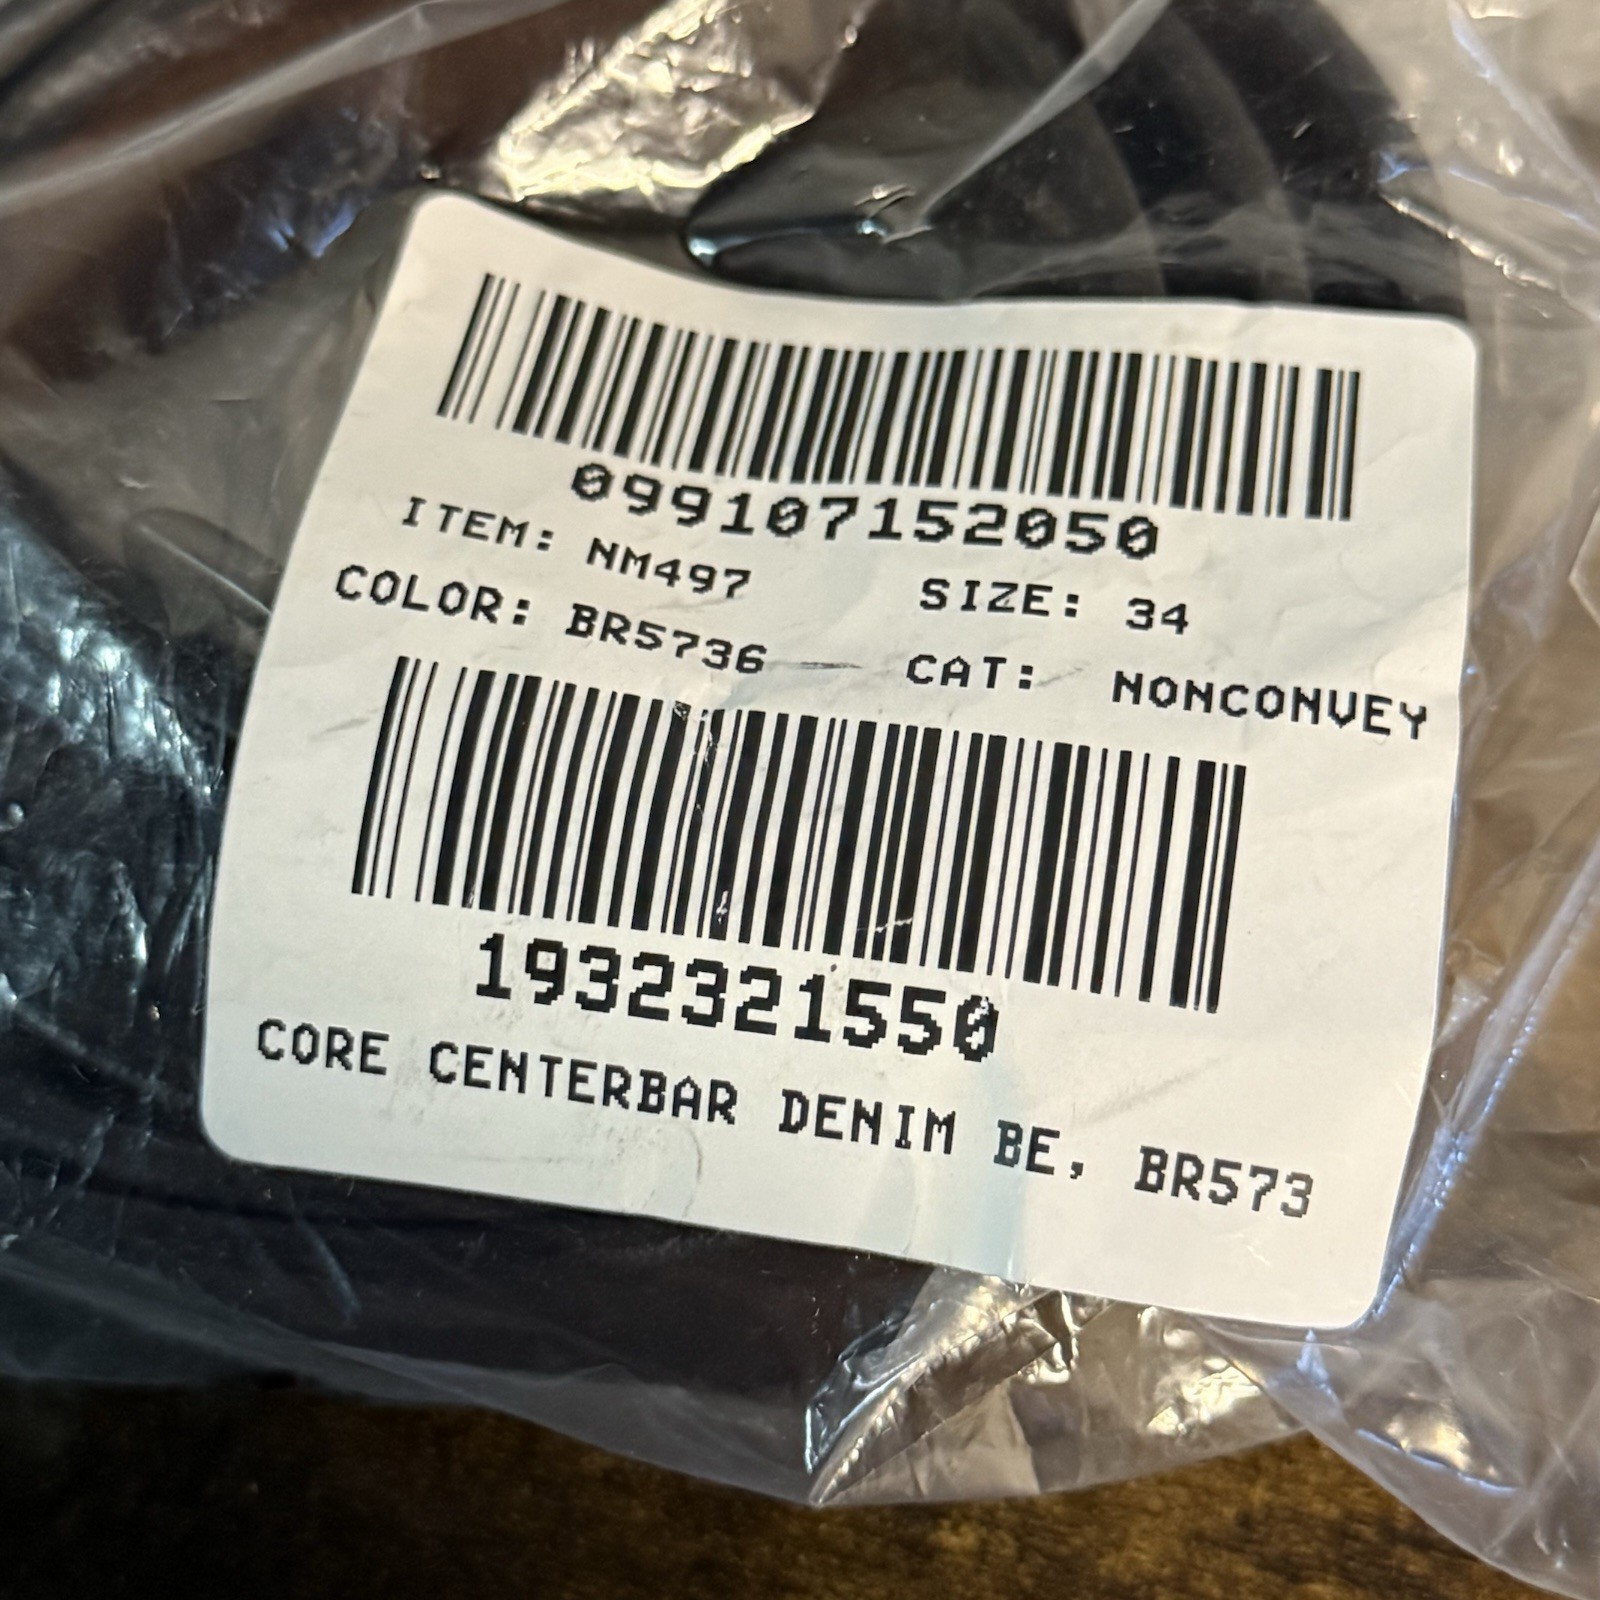 099107152050
ITEM: NM497 SIZE: 34
COLOR: BR5736 CAT: NONCONVEY
1932321550
CORE CENTERBAR DENIM BE, BR573